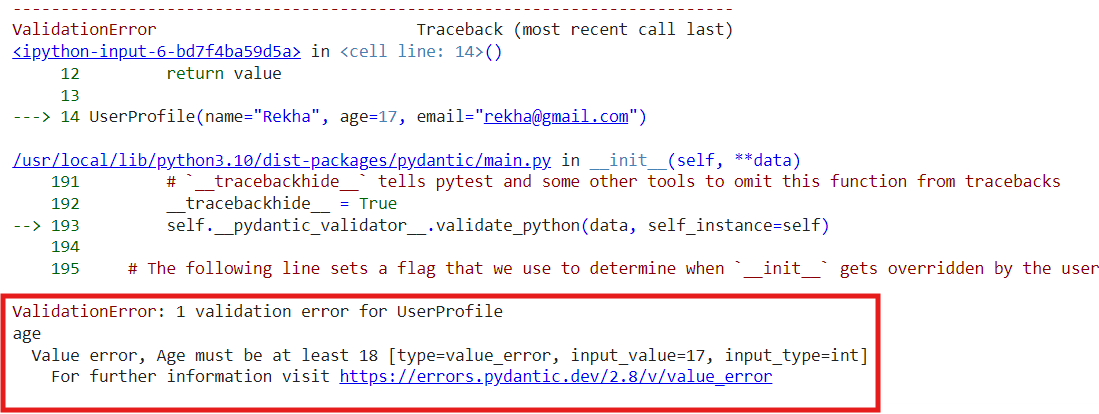 ---------------------------------------------------------------------------
ValidationError                           Traceback (most recent call last)
<ipython-input-6-bd7f4ba59d5a> in <cell line: 14>()
     12         return value
     13
---> 14 UserProfile(name="Rekha", age=17, email="rekha@gmail.com")

/usr/local/lib/python3.10/dist-packages/pydantic/main.py in __init__(self, **data)
    191         # `__tracebackhide__` tells pytest and some other tools to omit this function from tracebacks
    192         __tracebackhide__ = True
--> 193         self.__pydantic_validator__.validate_python(data, self_instance=self)
    194
    195     # The following line sets a flag that we use to determine when `__init__` gets overridden by the user

ValidationError: 1 validation error for UserProfile
age
  Value error, Age must be at least 18 [type=value_error, input_value=17, input_type=int]
    For further information visit https://errors.pydantic.dev/2.8/v/value_error